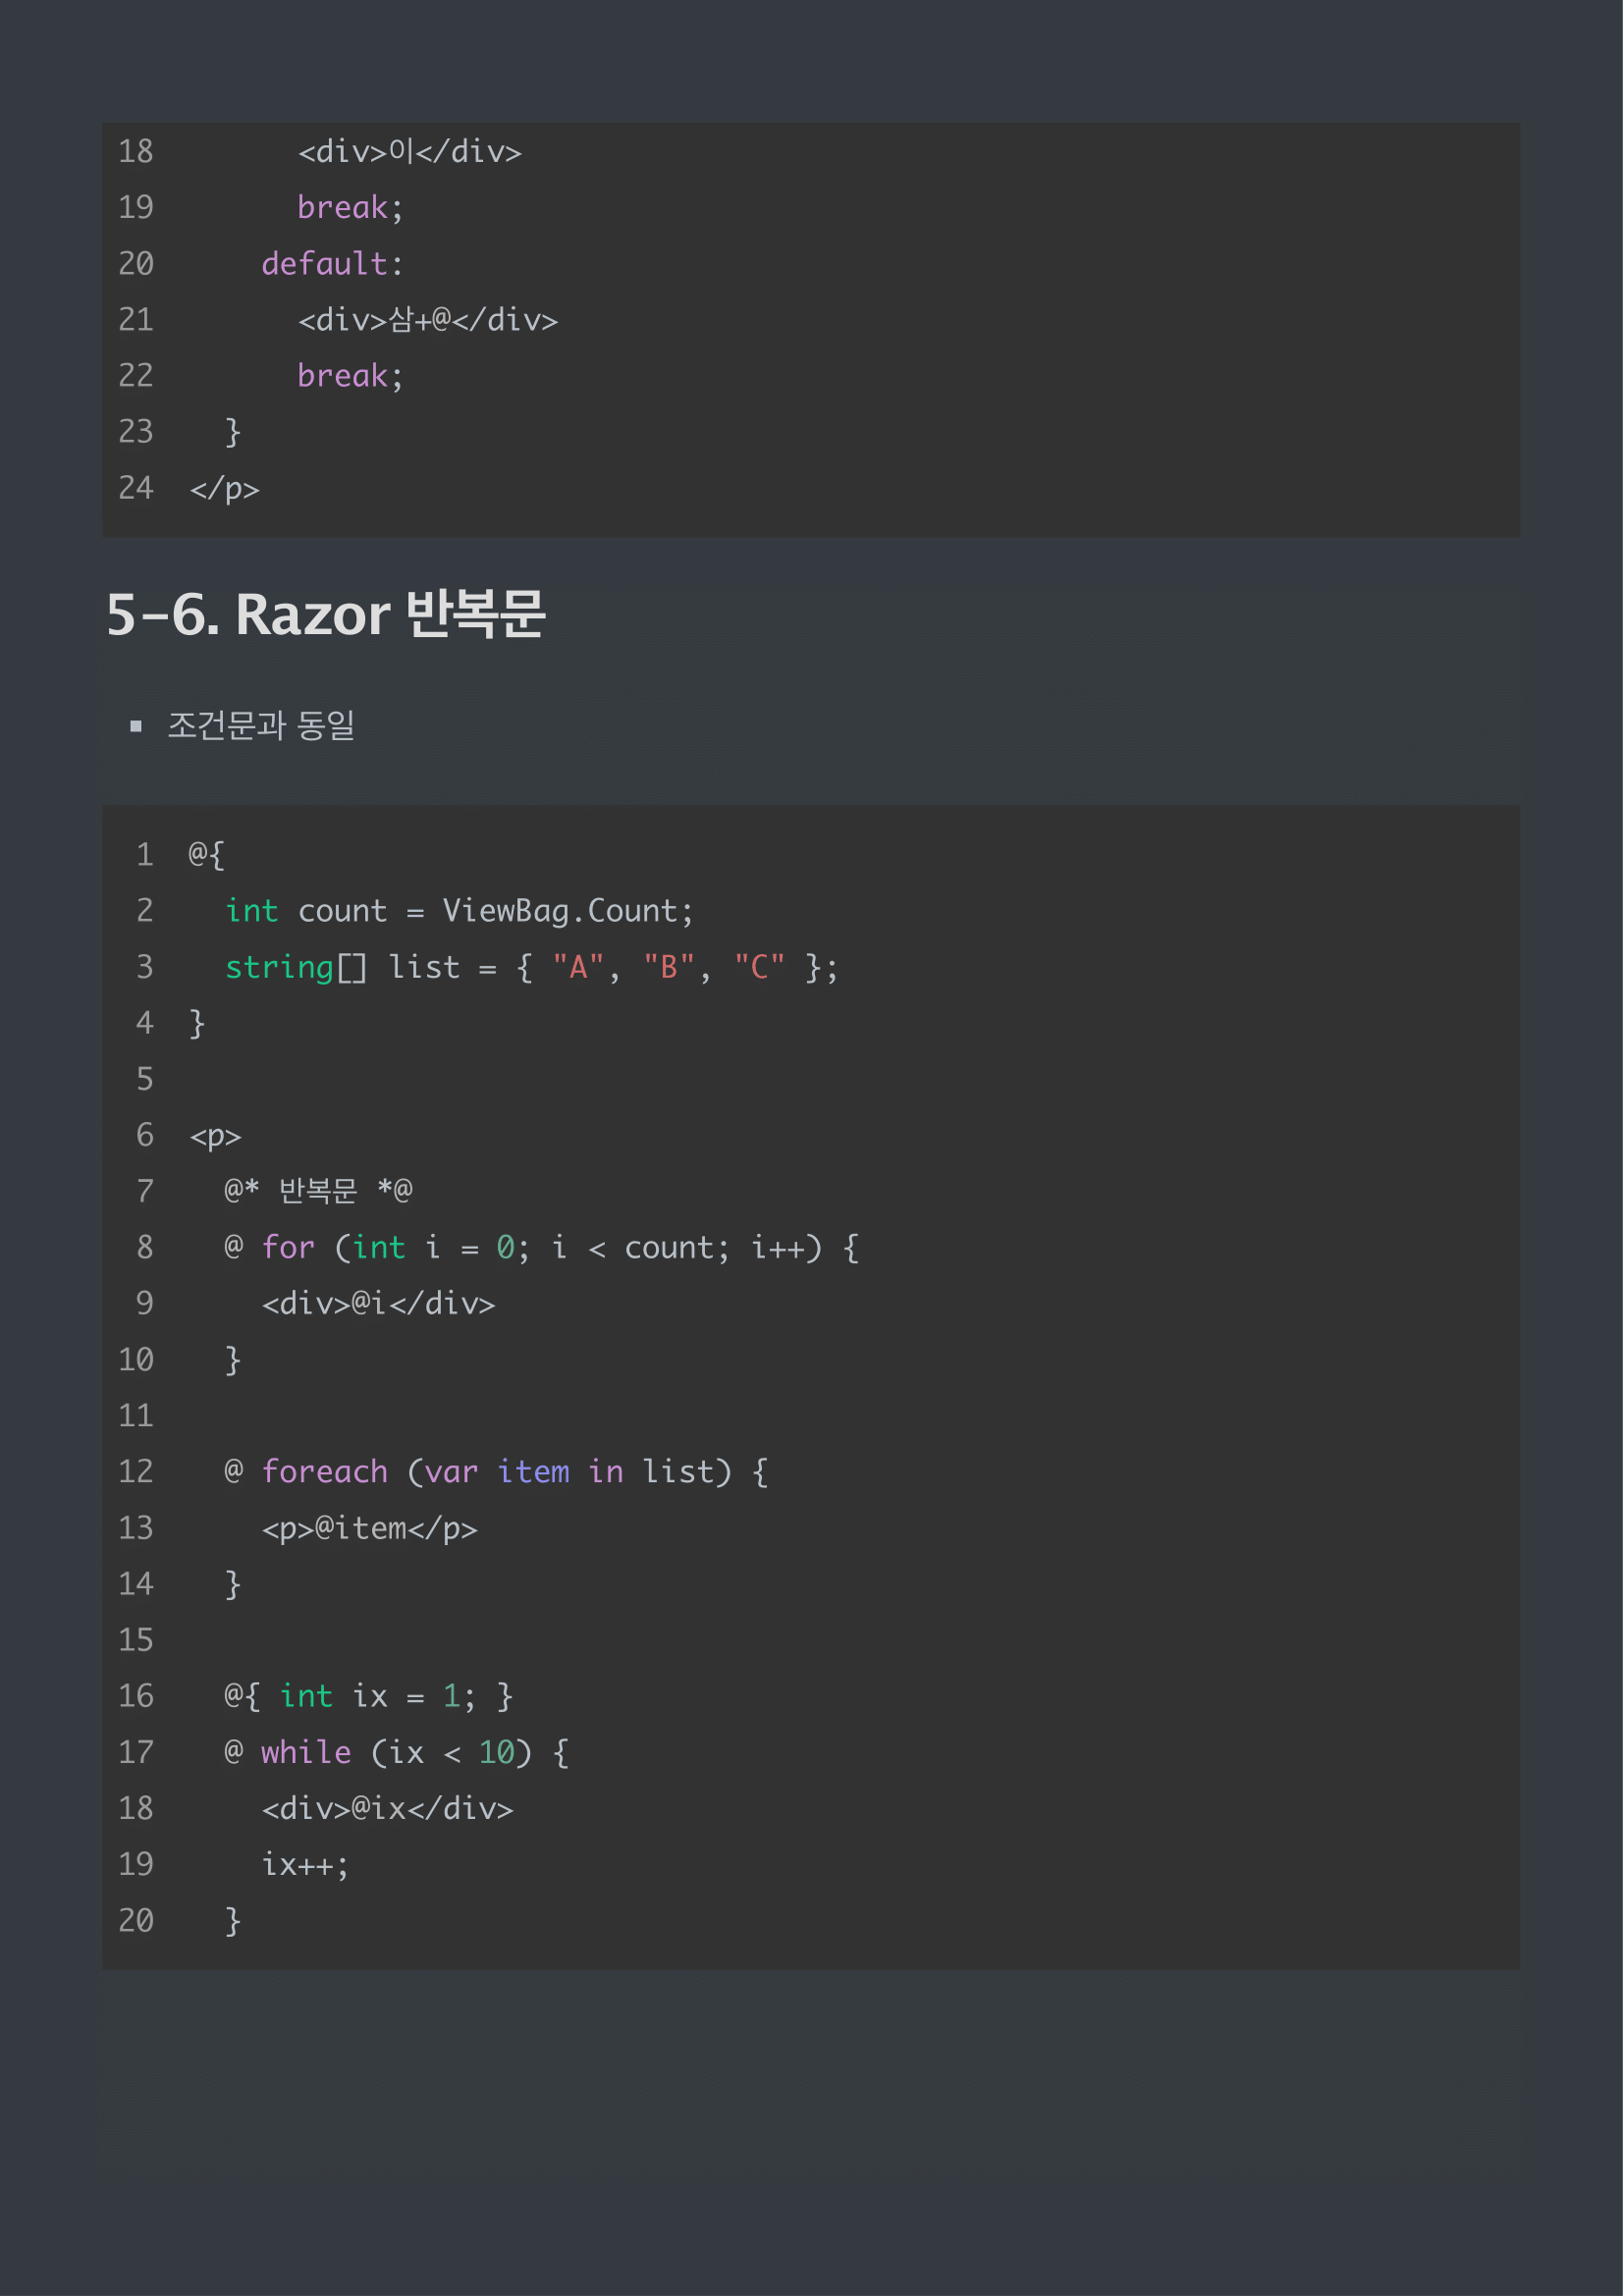 18        <div>이</div>
19        break;
20      default:
21        <div>삼+@</div>
22        break;
23    }
24  </p>
5-6. Razor 반복문
▪ 조건문과 동일
1  @{
2    int count = ViewBag.Count;
3    string[] list = { "A", "B", "C" };
4  }
5
6  <p>
7    @* 반복문 *@
8    @ for (int i = 0; i < count; i++) {
9      <div>@i</div>
10    }
11
12    @ foreach (var item in list) {
13      <p>@item</p>
14    }
15
16    @{ int ix = 1; }
17    @ while (ix < 10) {
18      <div>@ix</div>
19      ix++;
20    }